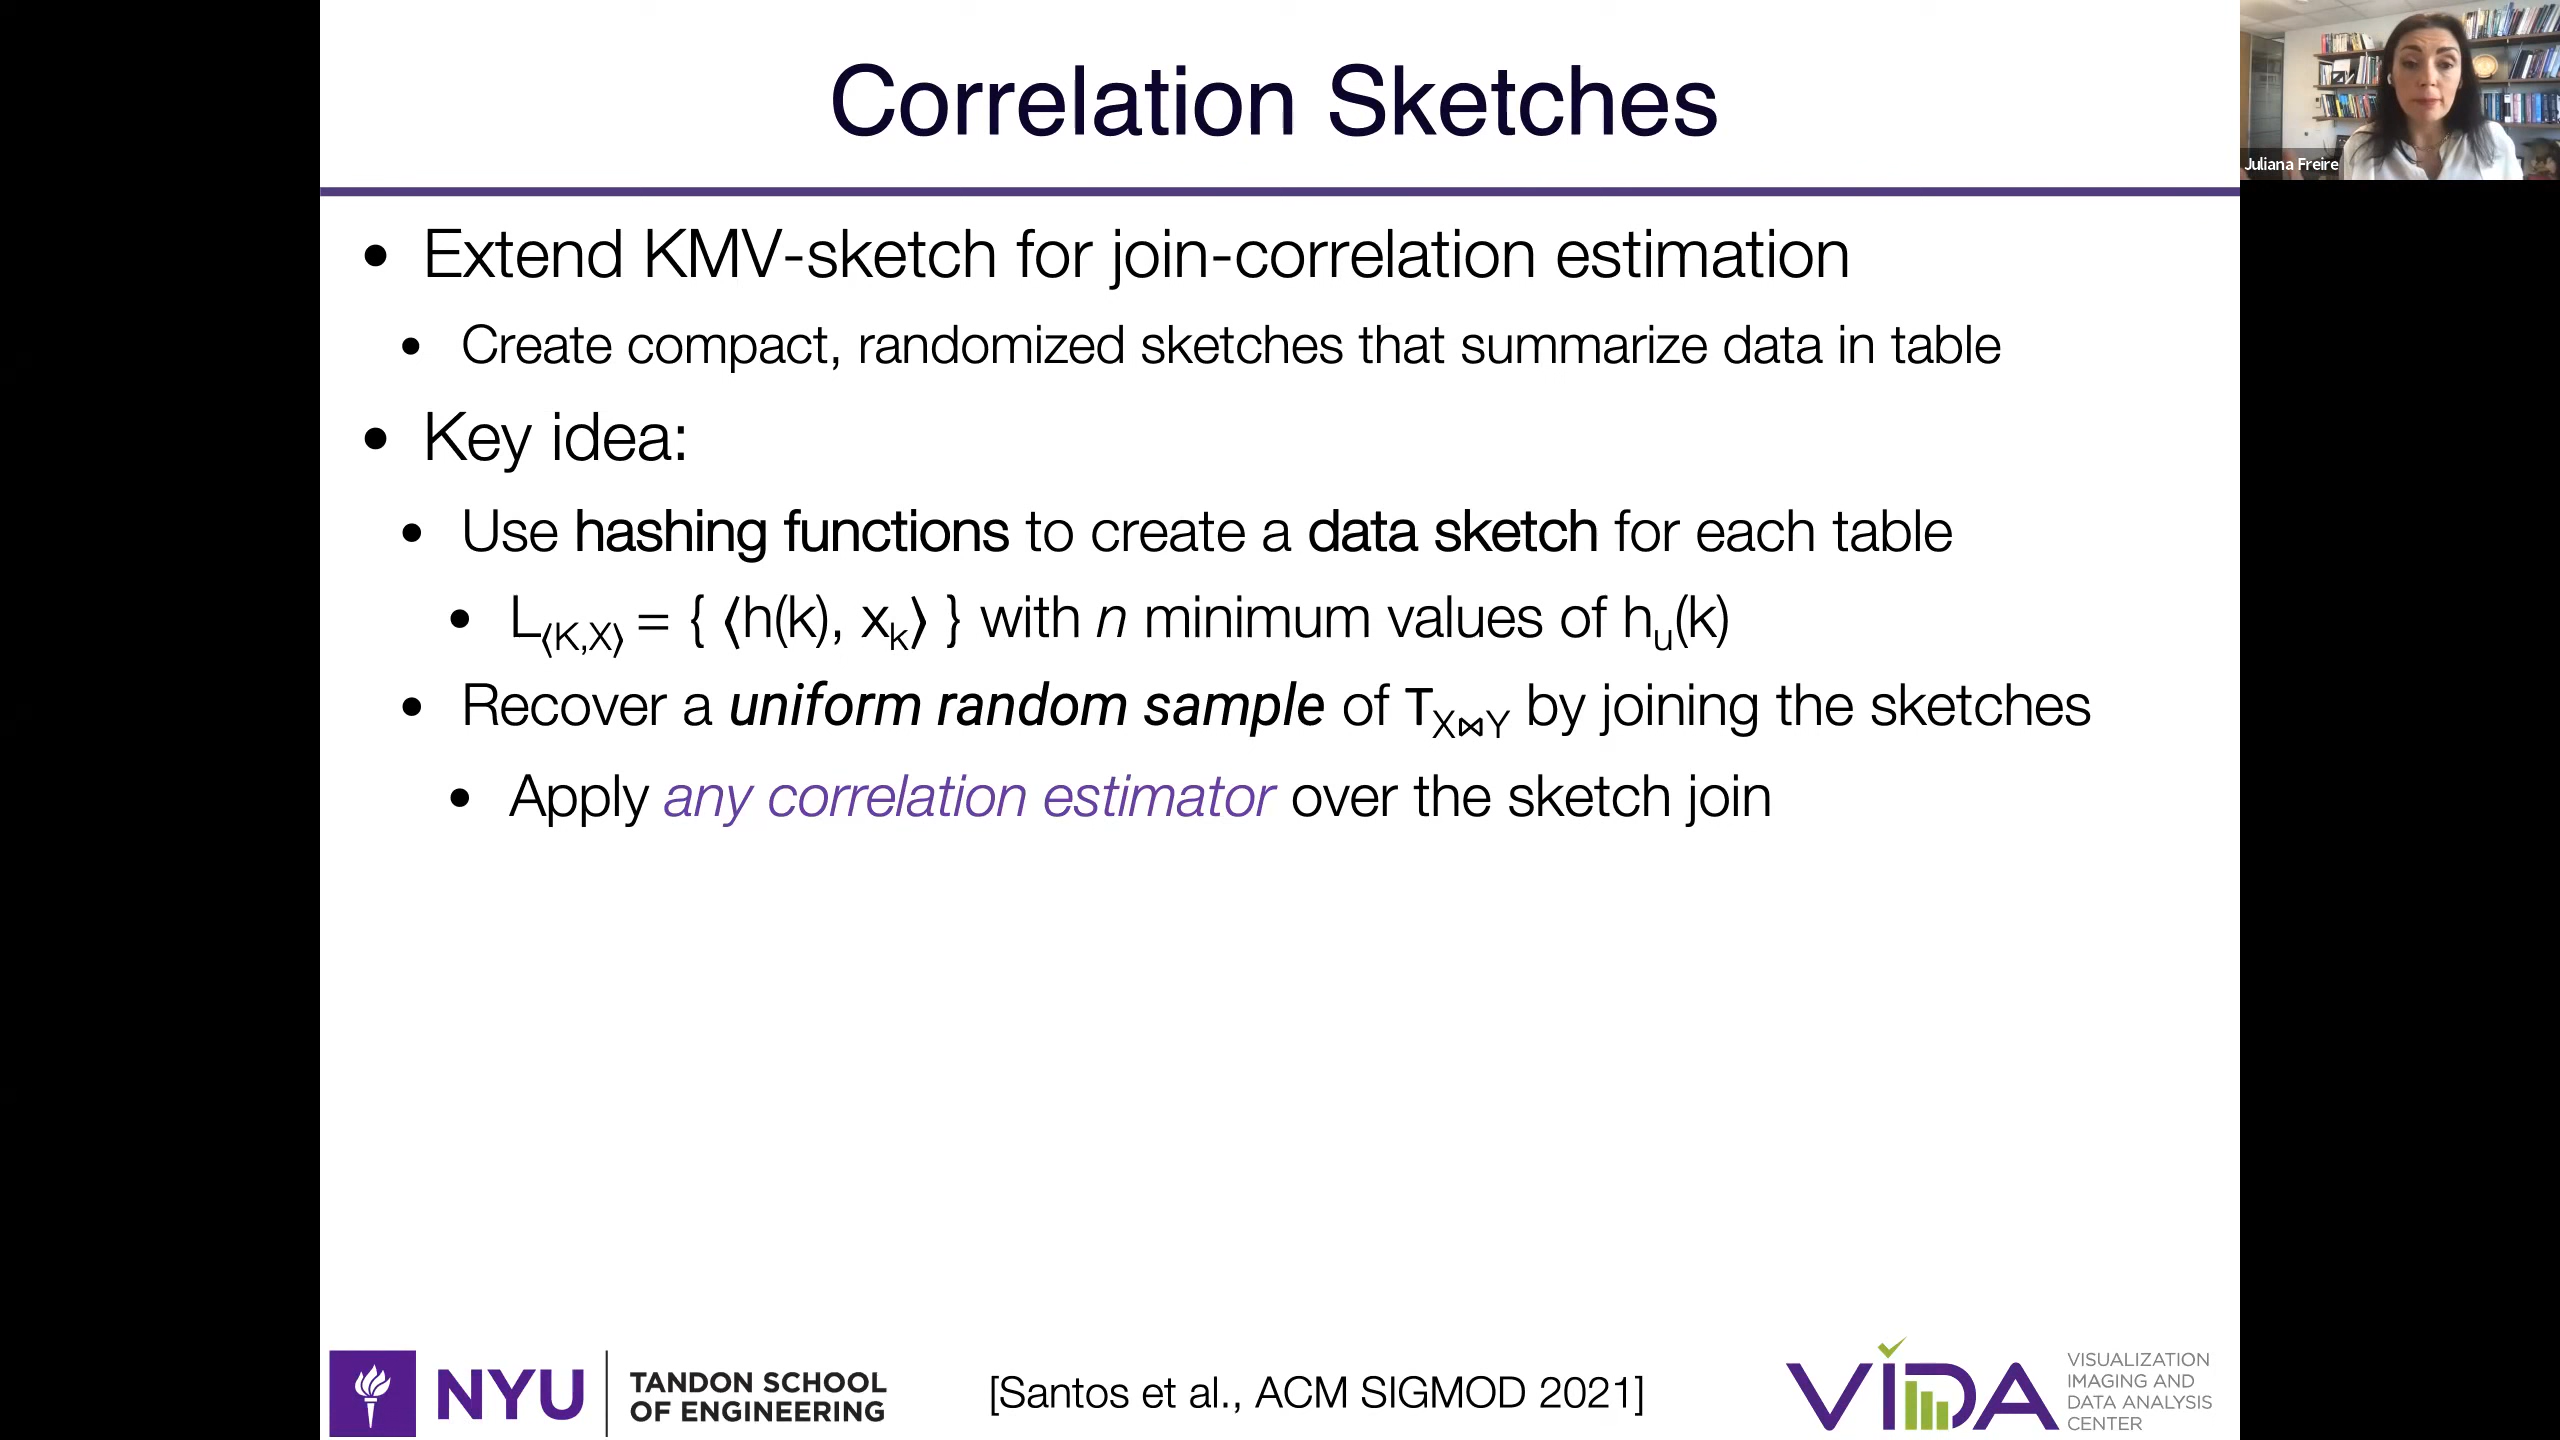 Correlation Sketches
Juliana Freire
• Extend KMV-sketch for join-correlation estimation
• Create compact, randomized sketches that summarize data in table
• Key idea:
• Use hashing functions to create a data sketch for each table
• L⟨K,X⟩ = { ⟨h(k), xₖ⟩ } with n minimum values of hᵤ(k)
• Recover a uniform random sample of T X⋈Y by joining the sketches
• Apply any correlation estimator over the sketch join
NYU
TANDON SCHOOL
OF ENGINEERING
[Santos et al., ACM SIGMOD 2021]
VIDA
VISUALIZATION
IMAGING AND
DATA ANALYSIS
CENTER